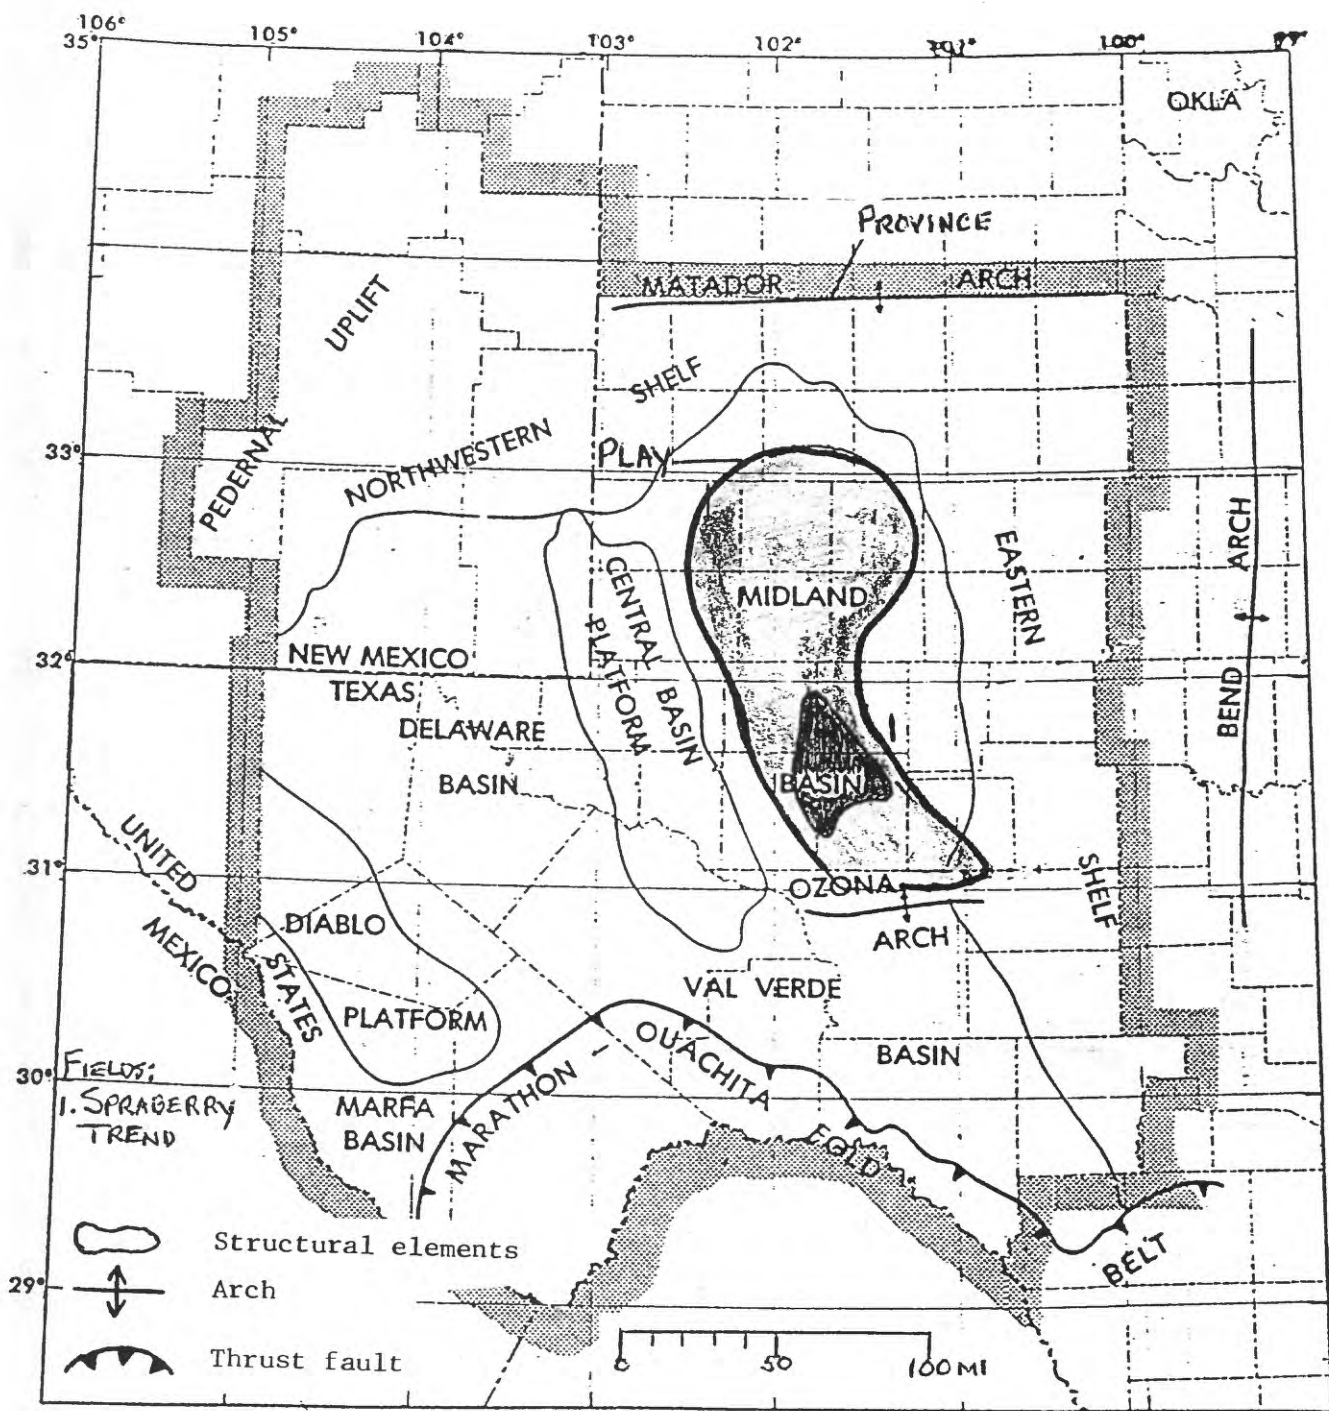 106°
35°
105°
104°
103°
102°
101°
100°
99°
OKLA
PROVINCE
MATADOR ARCH
UPLIFT
PEDERNAL
SHELF
NORTHWESTERN
33°
PLAY
CENTRAL BASIN
PLATFORM
MIDLAND
BASIN
1
EASTERN
SHELF
BEND ARCH
32°
NEW MEXICO
TEXAS
DELAWARE
BASIN
31°
UNITED
STATES
MEXICO
DIABLO
PLATFORM
OZONA
ARCH
VAL VERDE
BASIN
30°
FIELDS:
1. SPRABERRY
TREND
MARFA
BASIN
MARATHON
OUACHITA
FOLD
BELT
Structural elements
29°
Arch
Thrust fault
0 50 100 MI